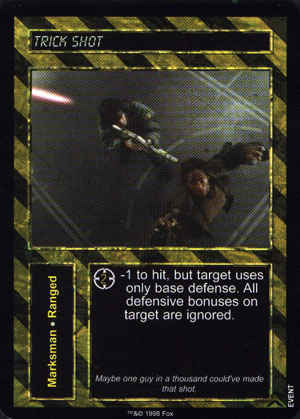 TRICK SHOT
Marksman • Ranged
2 -1 to hit, but target uses
only base defense. All
defensive bonuses on
target are ignored.
Maybe one guy in a thousand could've made
that shot.
EVENT
™&© 1998 Fox